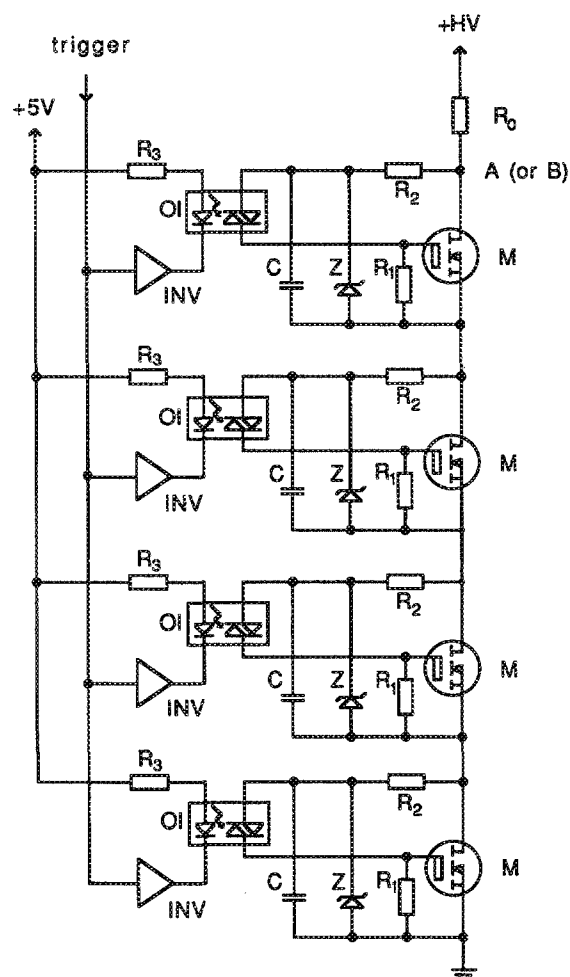 +HV
trigger
+5V
R₀
R₃
A (or B)
R₂
OI
C
Z
R₁
M
INV
R₃
R₂
OI
C
Z
R₁
M
INV
R₃
R₂
OI
C
Z
R₁
M
INV
R₃
R₂
OI
C
Z
R₁
M
INV